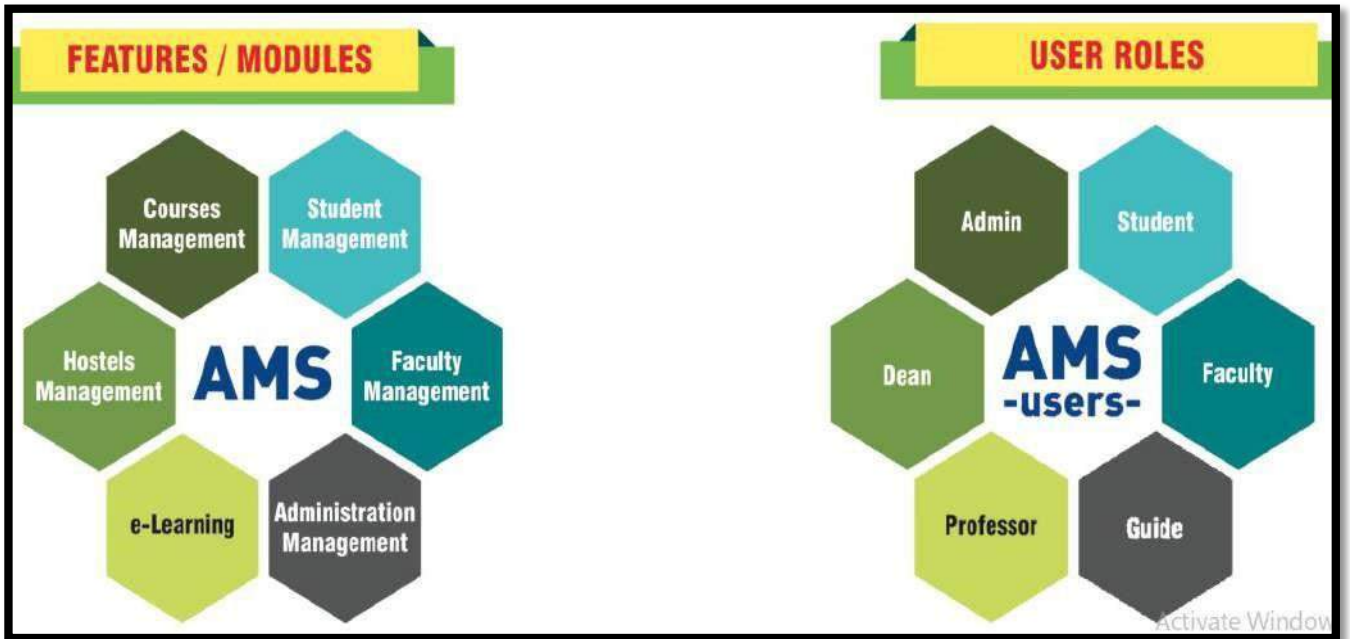 FEATURES / MODULES
Courses
Management
Student
Management
Hostels
Management
AMS
Faculty
Management
e-Learning
Administration
Management
USER ROLES
Admin
Student
Dean
AMS
-users-
Faculty
Professor
Guide
Activate Window